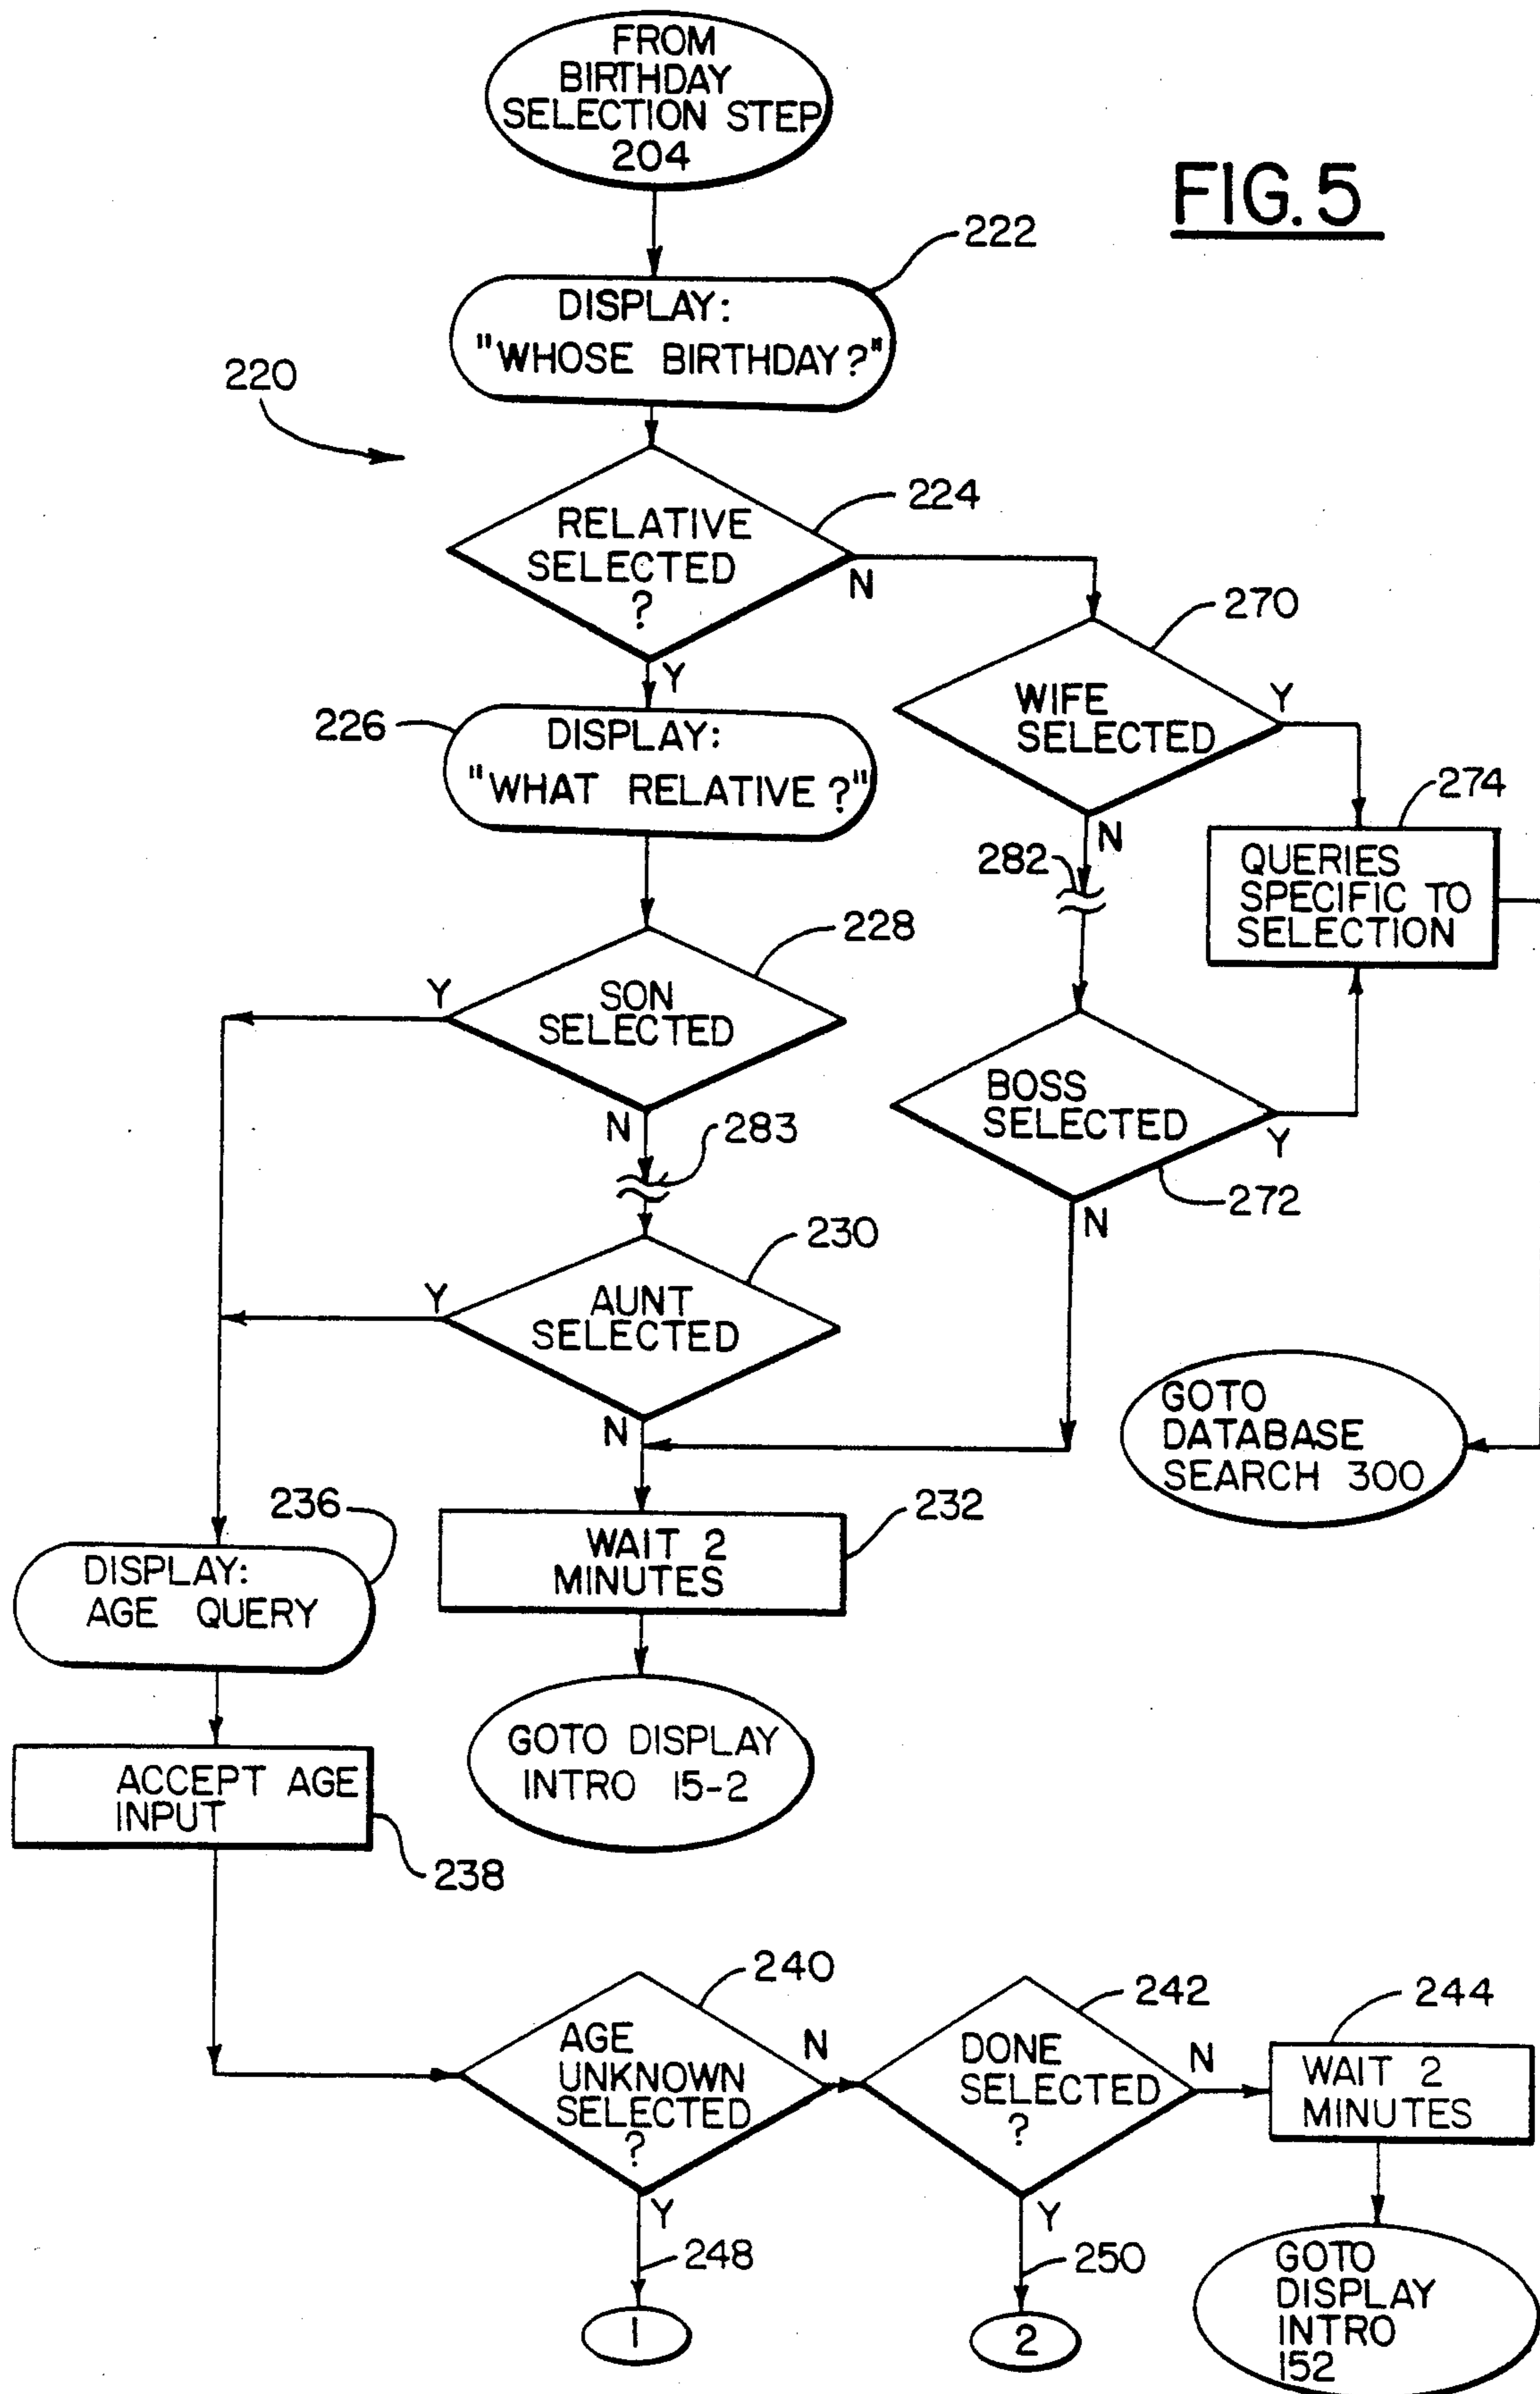 FROM
BIRTHDAY
SELECTION STEP
204
FIG. 5
222
DISPLAY:
"WHOSE BIRTHDAY?"
220
224
RELATIVE
SELECTED
?
N
Y
270
WIFE
SELECTED
Y
N
226
DISPLAY:
"WHAT RELATIVE?"
274
QUERIES
SPECIFIC TO
SELECTION
282
228
SON
SELECTED
Y
N
283
BOSS
SELECTED
Y
272
N
230
AUNT
SELECTED
Y
N
GOTO
DATABASE
SEARCH 300
236
DISPLAY:
AGE QUERY
232
WAIT 2
MINUTES
GOTO DISPLAY
INTRO 15-2
ACCEPT AGE
INPUT
238
240
AGE
UNKNOWN
SELECTED
?
N
Y
242
DONE
SELECTED
?
N
Y
244
WAIT 2
MINUTES
248
250
1
2
GOTO
DISPLAY
INTRO
152